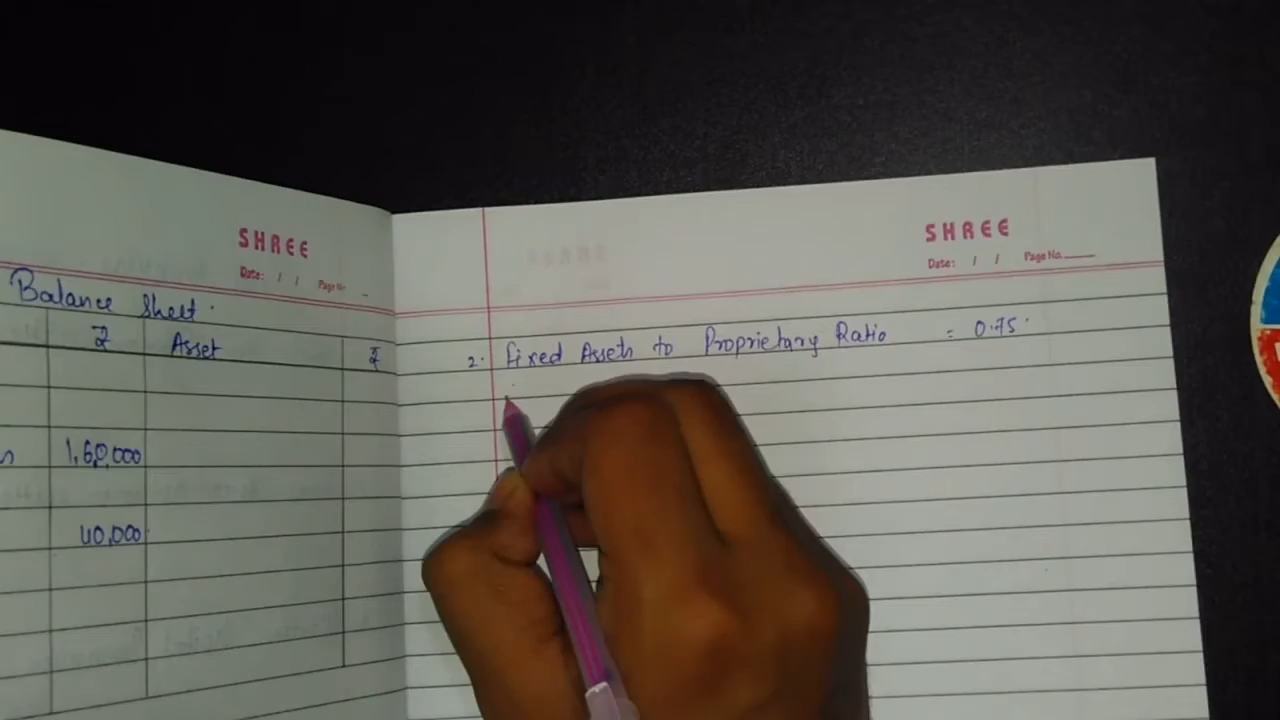 SHREE
Date: / / Page No
Balance Sheet.
₹ Asset ₹
1,60,000
40,000
SHREE
Date: / / Page No.
2. Fixed Assets to Proprietary Ratio = 0.75.